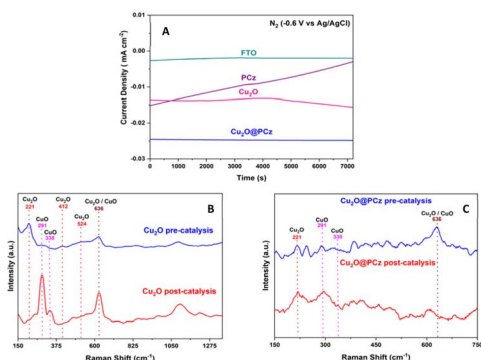 A
N2 (-0.6 V vs Ag/AgCl)
0.01
0.00
-0.01
-0.02
-0.03
Current Density ( mA cm-2)
FTO
PCz
Cu2O
Cu2O@PCz
0 1000 2000 3000 4000 5000 6000 7000
Time (s)
B
Cu2O
221
CuO
291
CuO
338
Cu2O
412
Cu2O
524
Cu2O / CuO
636
Cu2O pre-catalysis
Cu2O post-catalysis
Intensity (a.u.)
150 375 600 825 1050 1275
Raman Shift (cm-1)
C
Cu2O@PCz pre-catalysis
Cu2O
221
CuO
291
CuO
338
Cu2O / CuO
636
Cu2O@PCz post-catalysis
Intensity (a.u.)
150 300 450 600 750
Raman Shift (cm-1)